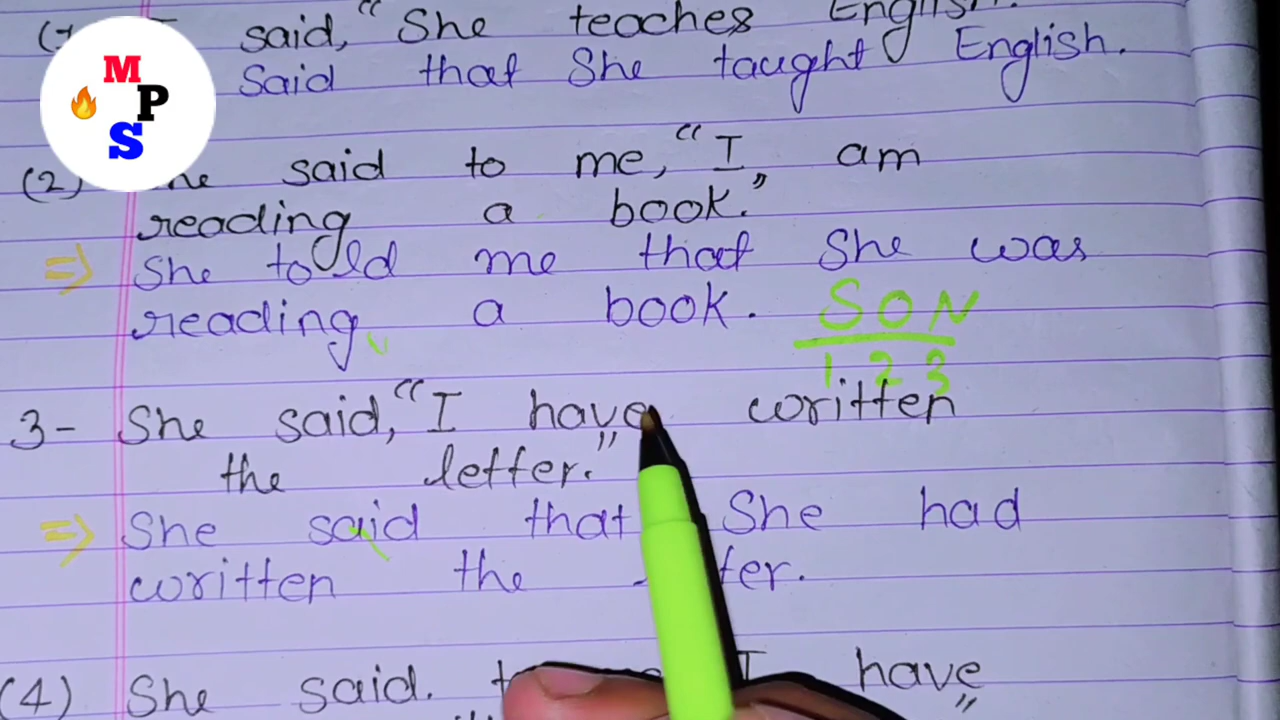 said, "She teaches English.
Said that She taught English.
M
P
S
(2) said to me, "I, am
reading a book."
⇒ She told me that She was
reading a book. SON
1 2 3
3- She said, "I have written
the letter."
⇒ She said that She had
written the
(4) She said. I have